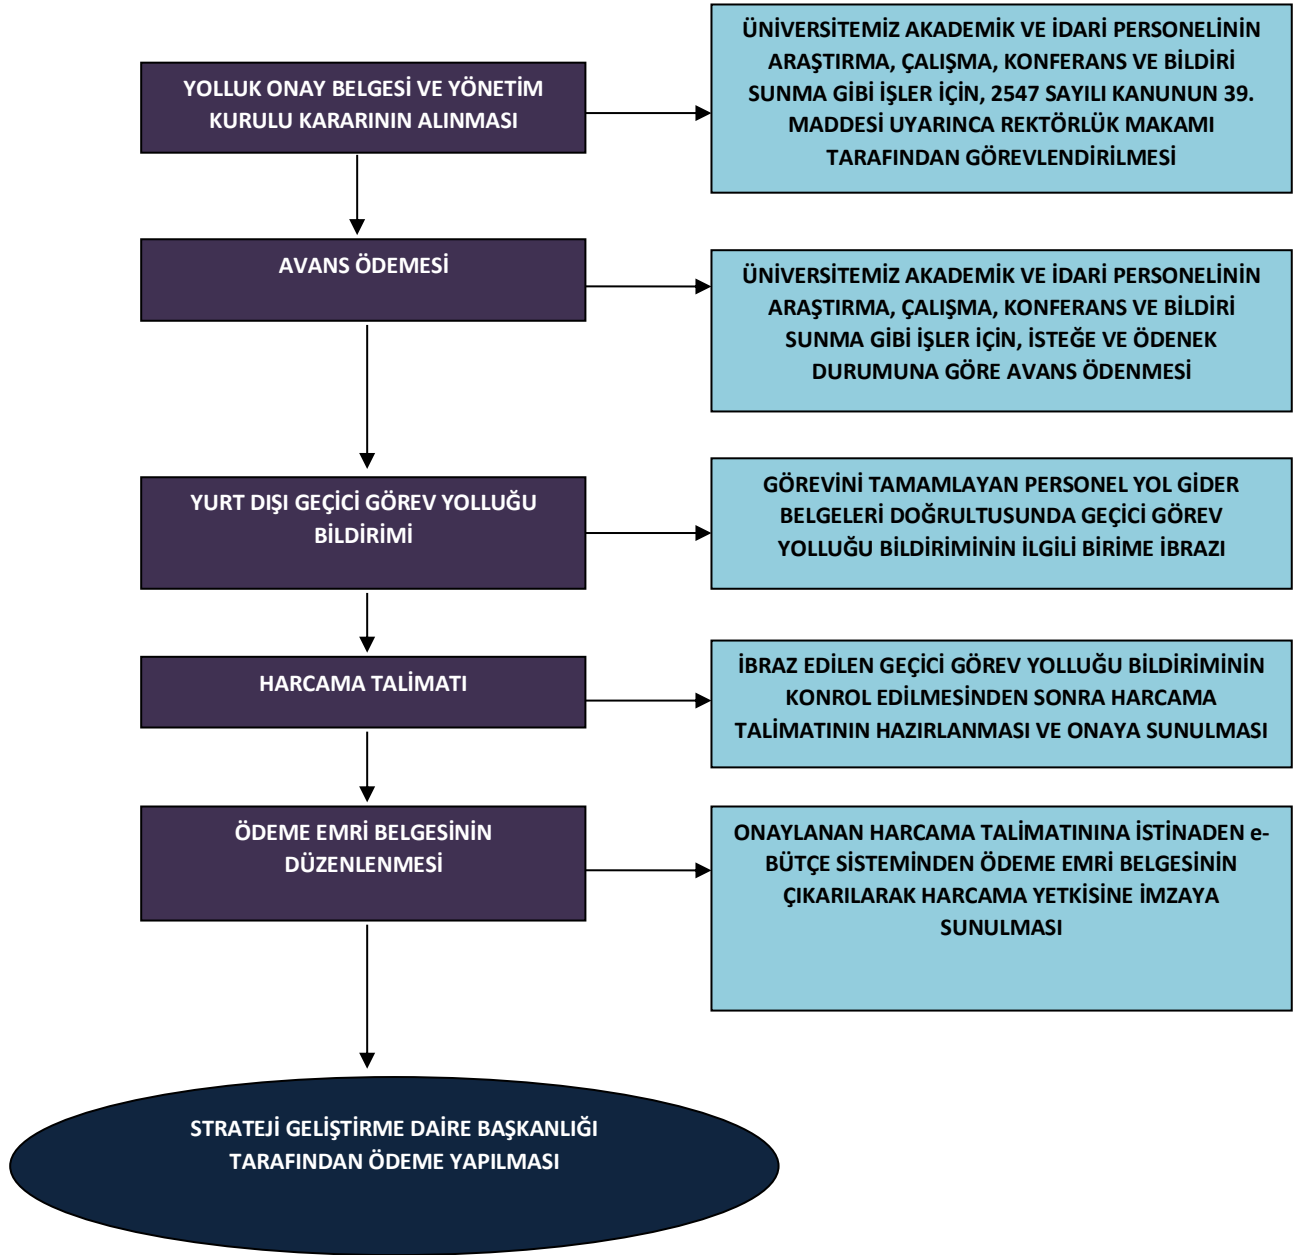 YOLLUK ONAY BELGESİ VE YÖNETİM
KURULU KARARININ ALINMASI
ÜNİVERSİTEMİZ AKADEMİK VE İDARİ PERSONELİNİN
ARAŞTIRMA, ÇALIŞMA, KONFERANS VE BİLDİRİ
SUNMA GİBİ İŞLER İÇİN, 2547 SAYILI KANUNUN 39.
MADDESİ UYARINCA REKTÖRLÜK MAKAMI
TARAFINDAN GÖREVLENDİRİLMESİ
AVANS ÖDEMESİ
ÜNİVERSİTEMİZ AKADEMİK VE İDARİ PERSONELİNİN
ARAŞTIRMA, ÇALIŞMA, KONFERANS VE BİLDİRİ
SUNMA GİBİ İŞLER İÇİN, İSTEĞE VE ÖDENEK
DURUMUNA GÖRE AVANS ÖDENMESİ
YURT DIŞI GEÇİCİ GÖREV YOLLUĞU
BİLDİRİMİ
GÖREVİNİ TAMAMLAYAN PERSONEL YOL GİDER
BELGELERİ DOĞRULTUSUNDA GEÇİCİ GÖREV
YOLLUĞU BİLDİRİMİNİN İLGİLİ BİRİME İBRAZI
HARCAMA TALİMATI
İBRAZ EDİLEN GEÇİCİ GÖREV YOLLUĞU BİLDİRİMİNİN
KONROL EDİLMESİNDEN SONRA HARCAMA
TALİMATININ HAZIRLANMASI VE ONAYA SUNULMASI
ÖDEME EMRİ BELGESİNİN
DÜZENLENMESİ
ONAYLANAN HARCAMA TALİMATININA İSTİNADEN e-
BÜTÇE SİSTEMİNDEN ÖDEME EMRİ BELGESİNİN
ÇIKARILARAK HARCAMA YETKİSİNE İMZAYA
SUNULMASI
STRATEJİ GELİŞTİRME DAİRE BAŞKANLIĞI
TARAFINDAN ÖDEME YAPILMASI